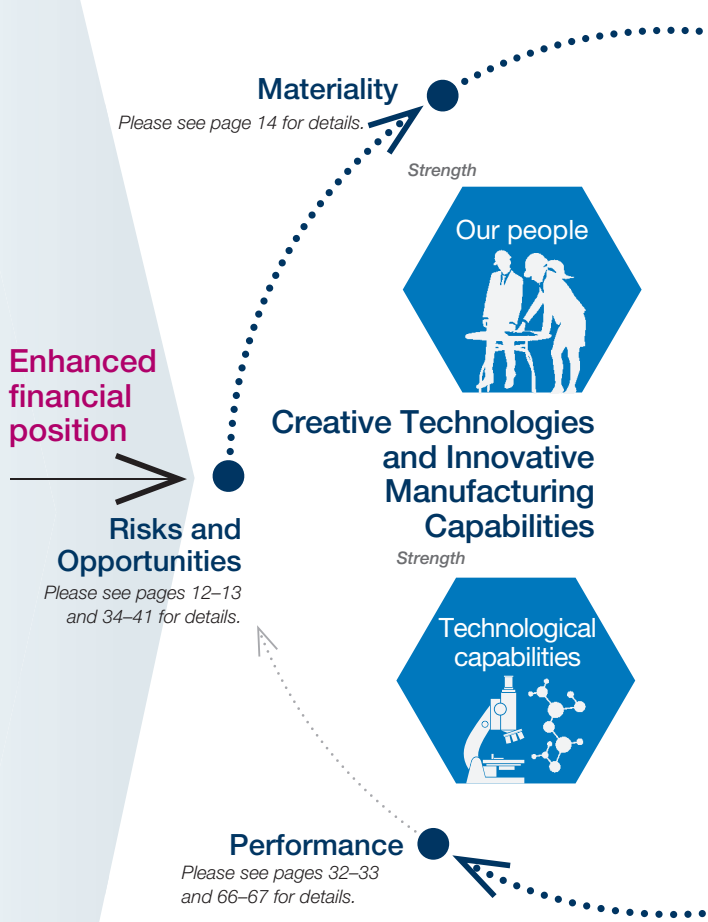 Materiality
Please see page 14 for details.
Strength
Our people
Enhanced
financial
position
Creative Technologies
and Innovative
Manufacturing
Capabilities
Risks and
Opportunities
Please see pages 12–13
and 34–41 for details.
Strength
Technological
capabilities
Performance
Please see pages 32–33
and 66–67 for details.